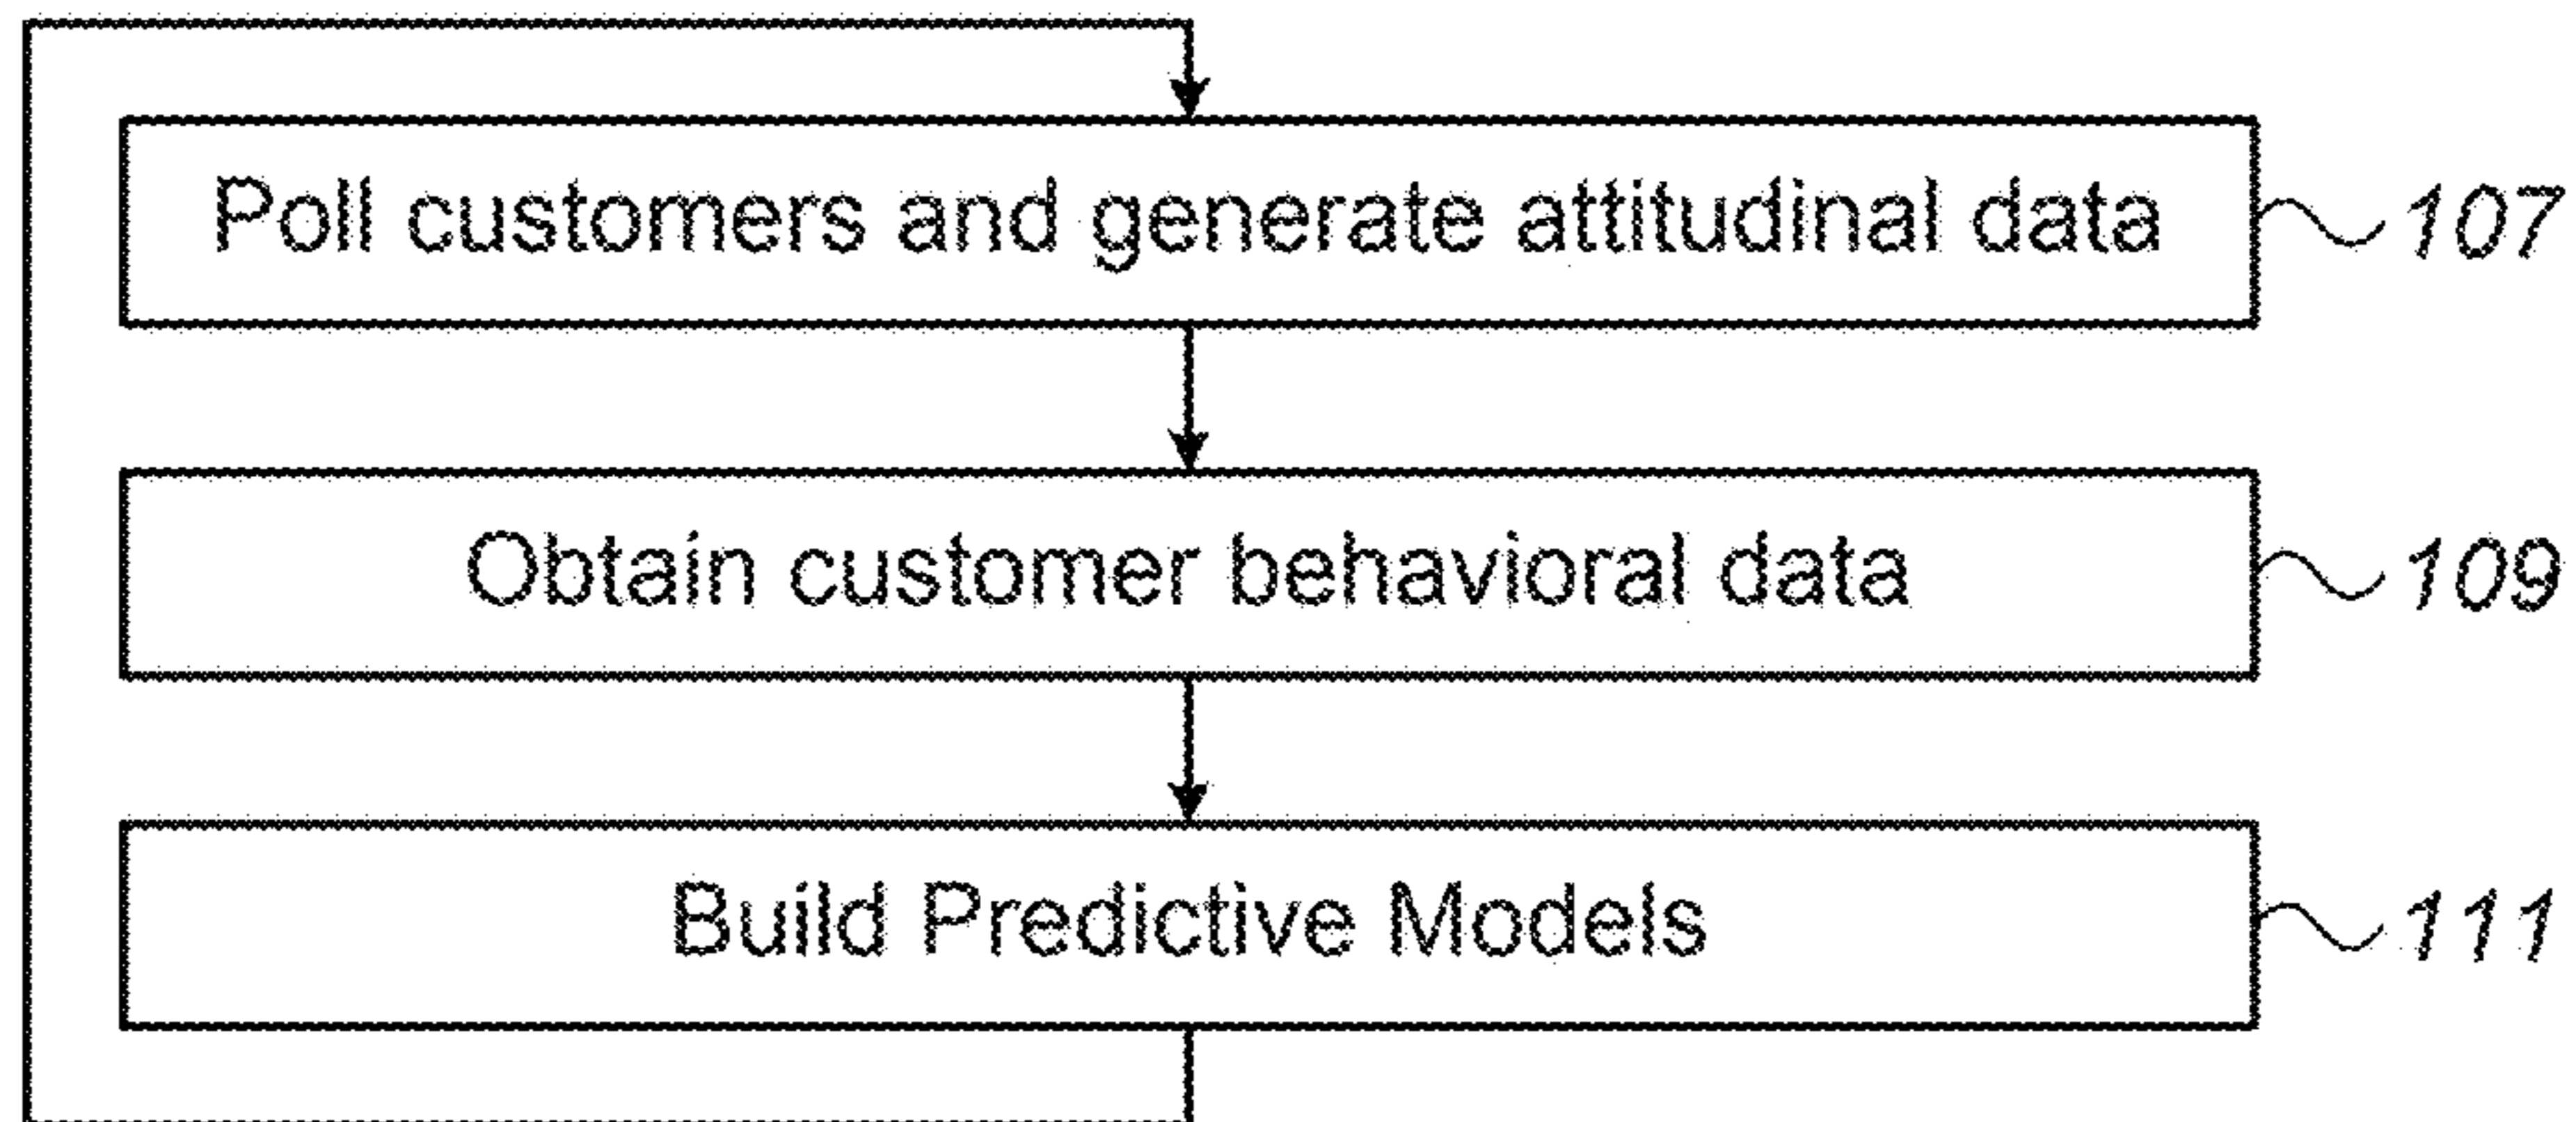 Poll customers and generate attitudinal data 107
Obtain customer behavioral data 109
Build Predictive Models 111